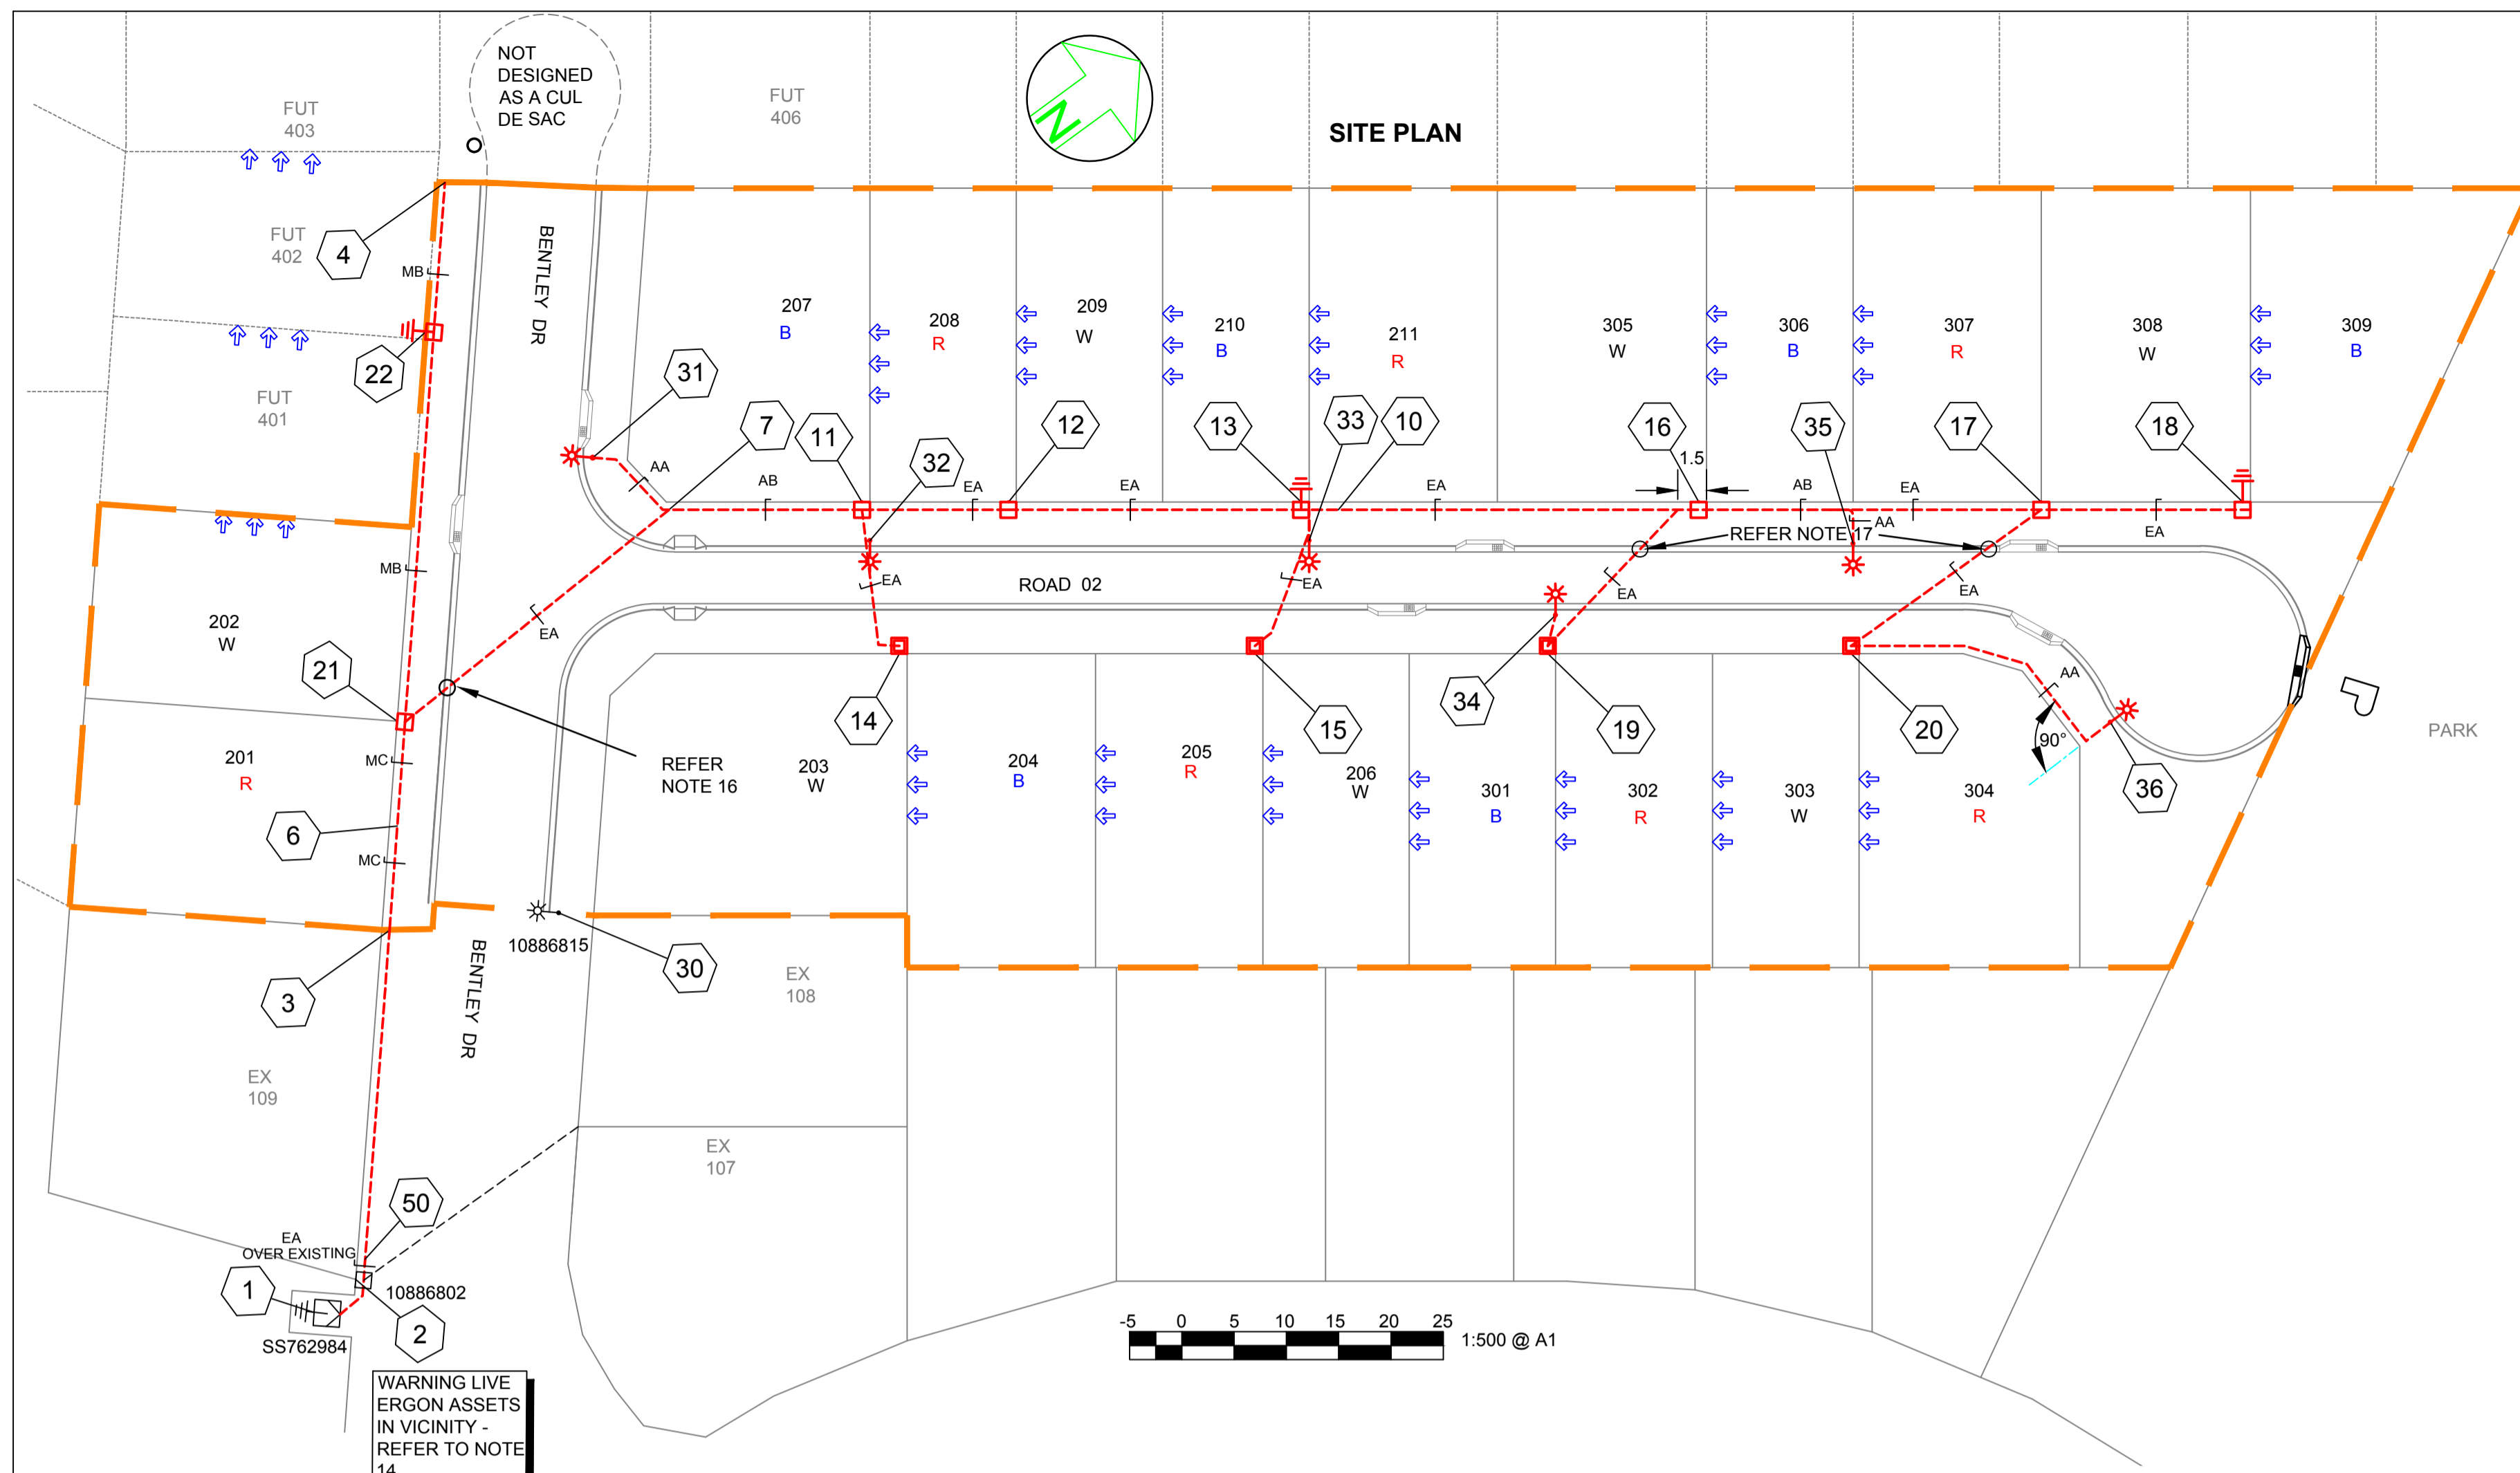 NOT
DESIGNED
AS A CUL
DE SAC
FUT
403
FUT
406
N
SITE PLAN
FUT
402
4
BENTLEY DR
MB
207
B
208
R
209
W
210
B
211
R
305
W
306
B
307
R
308
W
309
B
22
31
FUT
401
7
11
32
12
13
33
10
16
35
17
18
1.5
AA
AB
EA
EA
EA
AB
EA
AA
EA
REFER NOTE 17
MB
EA
EA
EA
EA
EA
ROAD 02
202
W
21
14
15
34
19
20
AA
90°
36
PARK
201
R
MC
6
MC
REFER
NOTE 16
203
W
204
B
205
R
206
W
301
B
302
R
303
W
304
R
10886815
30
BENTLEY DR
3
EX
108
EX
109
EX
107
50
EA
OVER EXISTING
1
10886802
2
SS762984
-5 0 5 10 15 20 25
1:500 @ A1
WARNING LIVE
ERGON ASSETS
IN VICINITY -
REFER TO NOTE
14